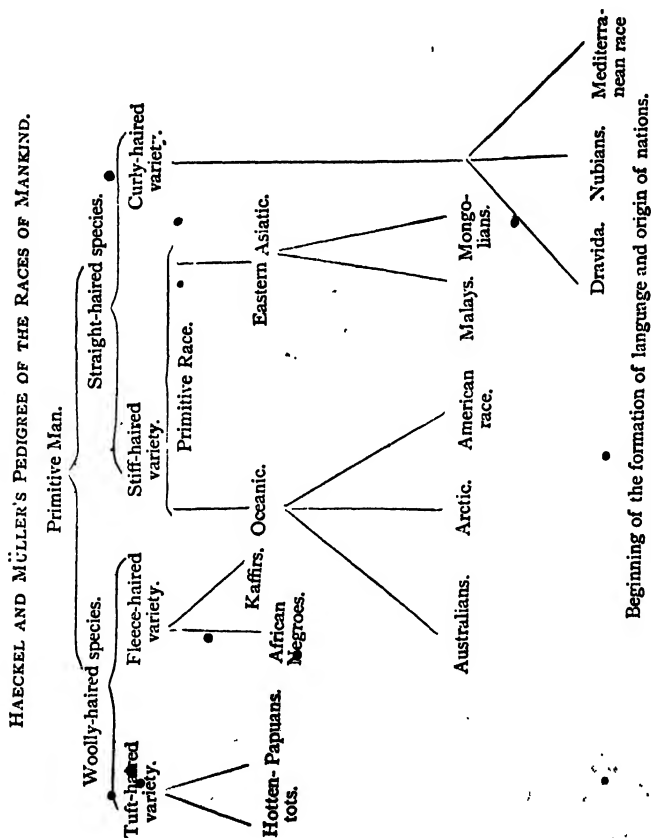 HAECKEL AND MÜLLER'S PEDIGREE OF THE RACES OF MANKIND.
Primitive Man.
Woolly-haired species. Straight-haired species.
Tuft-haired variety. Fleece-haired variety. Stiff-haired variety. Curly-haired variety.
Primitive Race.
Hotten-tots. Papuans. African Negroes. Kaffirs. Oceanic. Eastern Asiatic.
Australians. Arctic. American race. Malays. Mongo-lians.
Dravida. Nubians. Mediterra-nean race
Beginning of the formation of language and origin of nations.